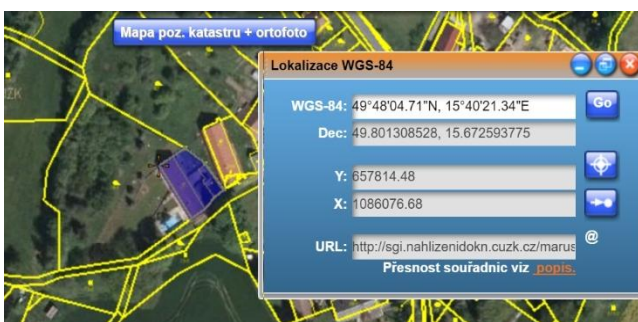 Mapa poz. katastru + ortofoto
Lokalizace WGS-84
WGS-84: 49°48'04.71"N, 15°40'21.34"E Go
Dec: 49.801308528, 15.672593775
Y: 657814.48
X: 1086076.68
URL: http://sgi.nahlizenidokn.cuzk.cz/marus @
Přesnost souřadnic viz popis.